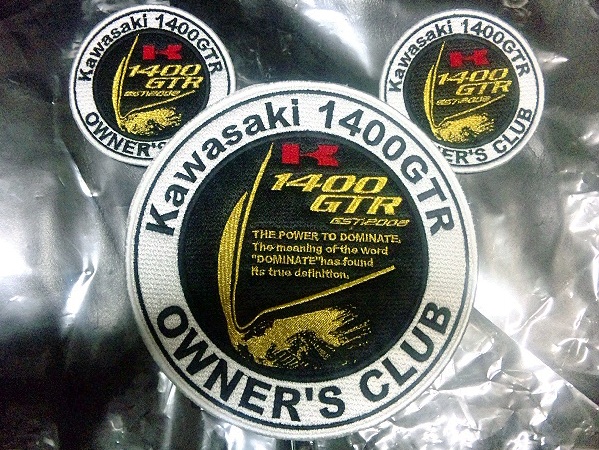 Kawasaki 1400GTR
K
1400
GTR
EST:2008
OWNER'S
Kawasaki 1400GTR
K
1400
GTR
EST:2008
OWNER'S CLUB
Kawasaki 1400GTR
K
1400
GTR
EST:2008
THE POWER TO DOMINATE.
The meaning of the word
"DOMINATE"has found
its true definition.
OWNER'S CLUB